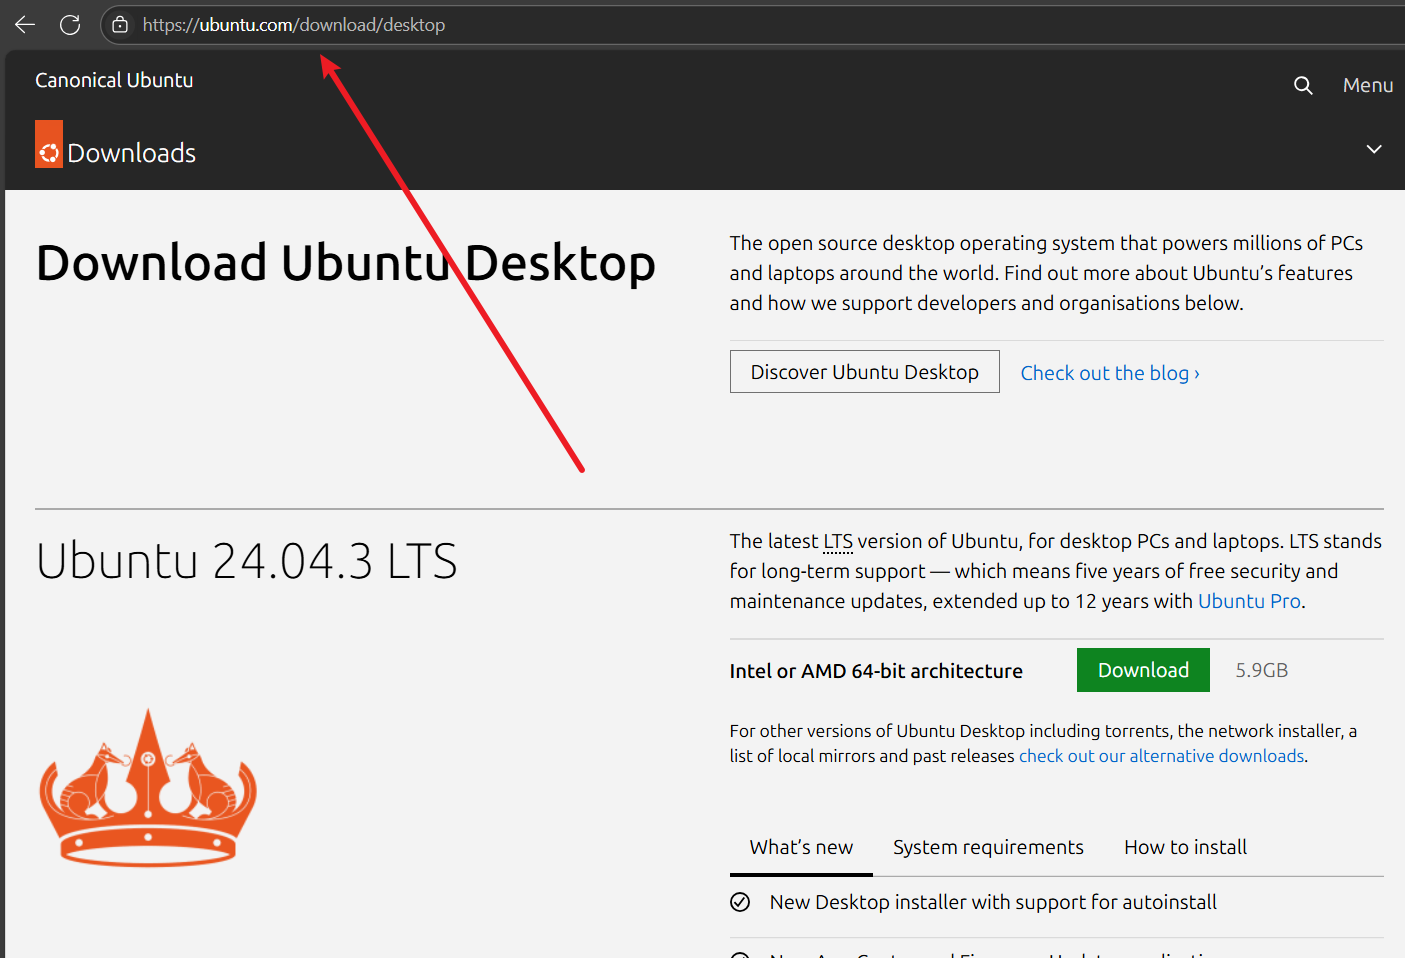 https://ubuntu.com/download/desktop
Canonical Ubuntu
Menu
Downloads
Download Ubuntu Desktop
The open source desktop operating system that powers millions of PCs
and laptops around the world. Find out more about Ubuntu’s features
and how we support developers and organisations below.
Discover Ubuntu Desktop
Check out the blog ›
Ubuntu 24.04.3 LTS
The latest LTS version of Ubuntu, for desktop PCs and laptops. LTS stands
for long-term support — which means five years of free security and
maintenance updates, extended up to 12 years with Ubuntu Pro.
Intel or AMD 64-bit architecture
Download
5.9GB
For other versions of Ubuntu Desktop including torrents, the network installer, a
list of local mirrors and past releases check out our alternative downloads.
What’s new
System requirements
How to install
New Desktop installer with support for autoinstall